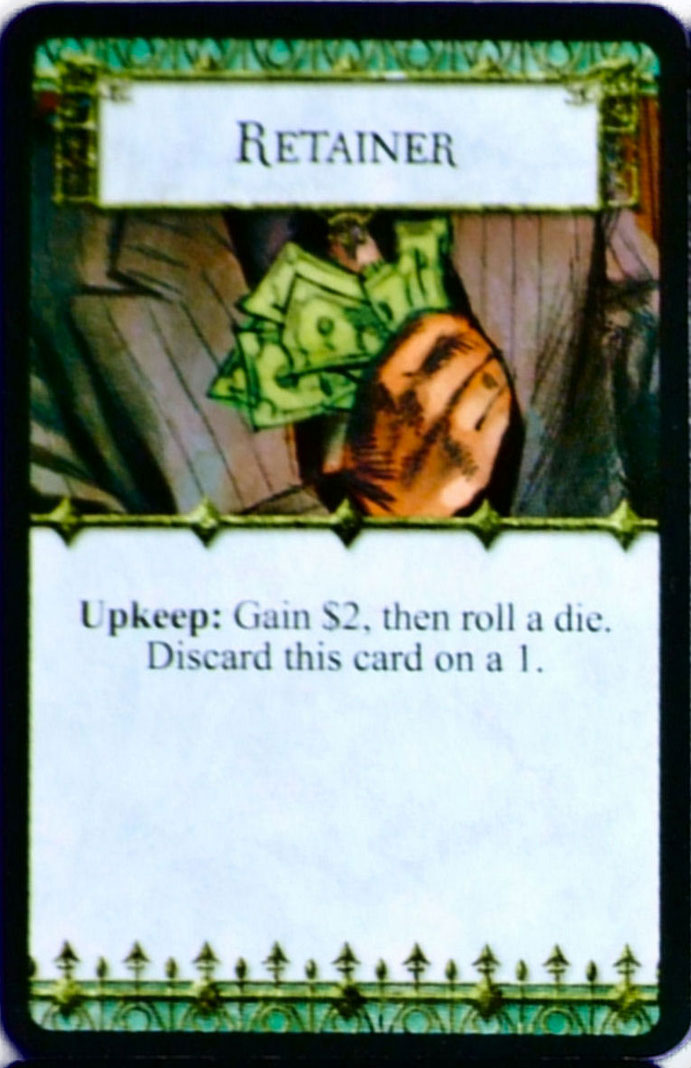 RETAINER
Upkeep: Gain $2, then roll a die.
Discard this card on a 1.